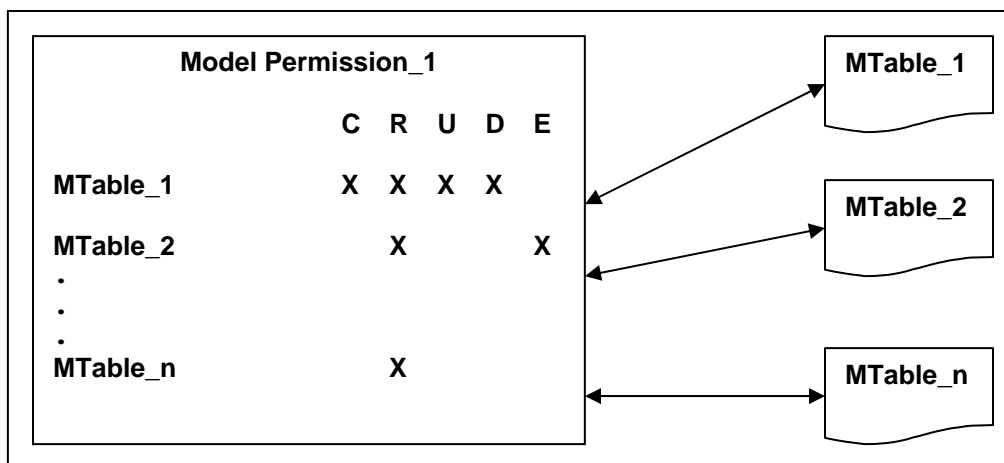 Model Permission_1
C R U D E
MTable_1 X X X X
MTable_2 X X
.
.
.
MTable_n X
MTable_1
MTable_2
MTable_n